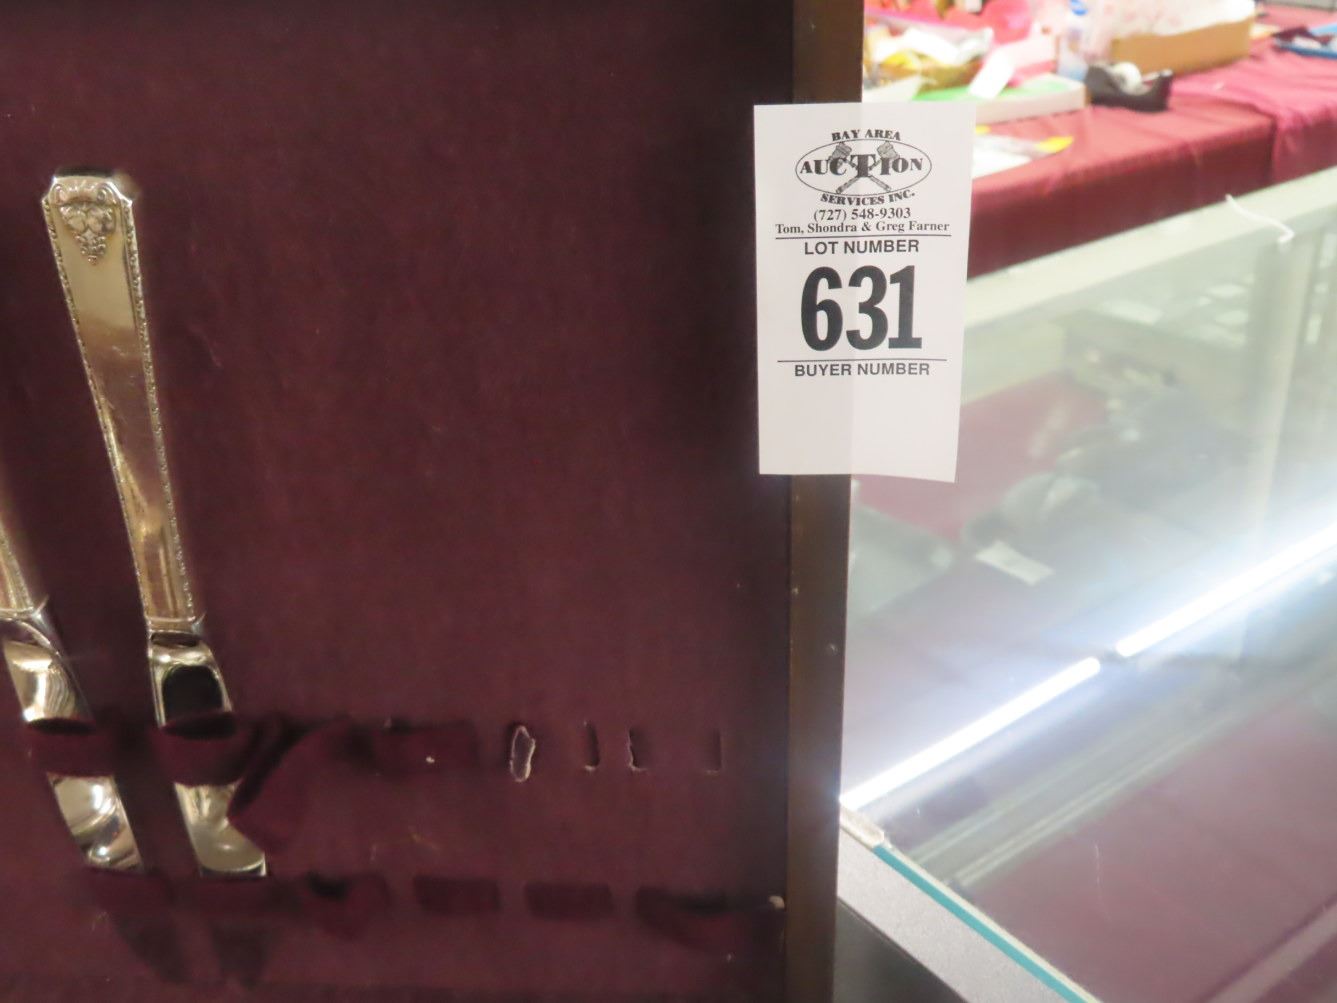 BAY AREA
AUCTION
SERVICES INC.
(727) 548-9303
Tom, Shondra & Greg Farner
LOT NUMBER
631
BUYER NUMBER